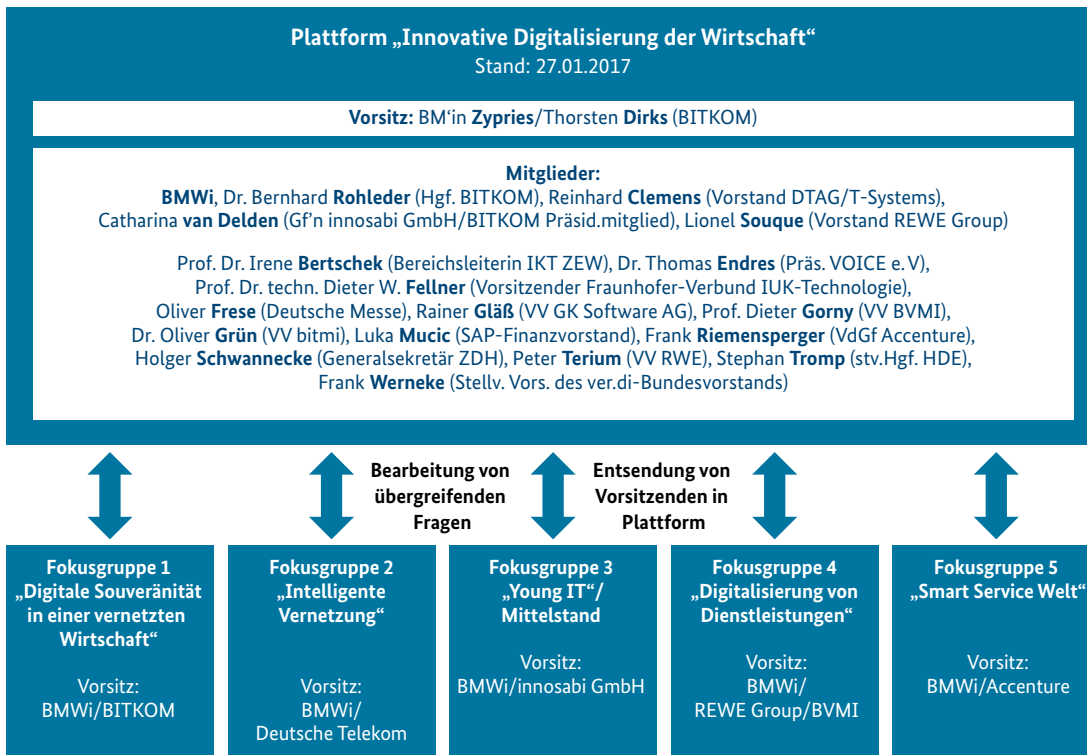 Plattform „Innovative Digitalisierung der Wirtschaft“
Stand: 27.01.2017
Vorsitz: BM‘in Zypries/Thorsten Dirks (BITKOM)
Mitglieder:
BMWi, Dr. Bernhard Rohleder (Hgf. BITKOM), Reinhard Clemens (Vorstand DTAG/T-Systems),
Catharina van Delden (Gf’n innosabi GmbH/BITKOM Präsid.mitglied), Lionel Souque (Vorstand REWE Group)
Prof. Dr. Irene Bertschek (Bereichsleiterin IKT ZEW), Dr. Thomas Endres (Präs. VOICE e. V),
Prof. Dr. techn. Dieter W. Fellner (Vorsitzender Fraunhofer-Verbund IUK-Technologie),
Oliver Frese (Deutsche Messe), Rainer Gläß (VV GK Software AG), Prof. Dieter Gorny (VV BVMI),
Dr. Oliver Grün (VV bitmi), Luka Mucic (SAP-Finanzvorstand), Frank Riemensperger (VdGf Accenture),
Holger Schwannecke (Generalsekretär ZDH), Peter Terium (VV RWE), Stephan Tromp (stv.Hgf. HDE),
Frank Werneke (Stellv. Vors. des ver.di-Bundesvorstands)
Bearbeitung von
übergreifenden
Fragen
Entsendung von
Vorsitzenden in
Plattform
Fokusgruppe 1
„Digitale Souveränität
in einer vernetzten
Wirtschaft“
Vorsitz:
BMWi/BITKOM
Fokusgruppe 2
„Intelligente
Vernetzung“
Vorsitz:
BMWi/
Deutsche Telekom
Fokusgruppe 3
„Young IT“/
Mittelstand
Vorsitz:
BMWi/innosabi GmbH
Fokusgruppe 4
„Digitalisierung von
Dienstleistungen“
Vorsitz:
BMWi/
REWE Group/BVMI
Fokusgruppe 5
„Smart Service Welt“
Vorsitz:
BMWi/Accenture